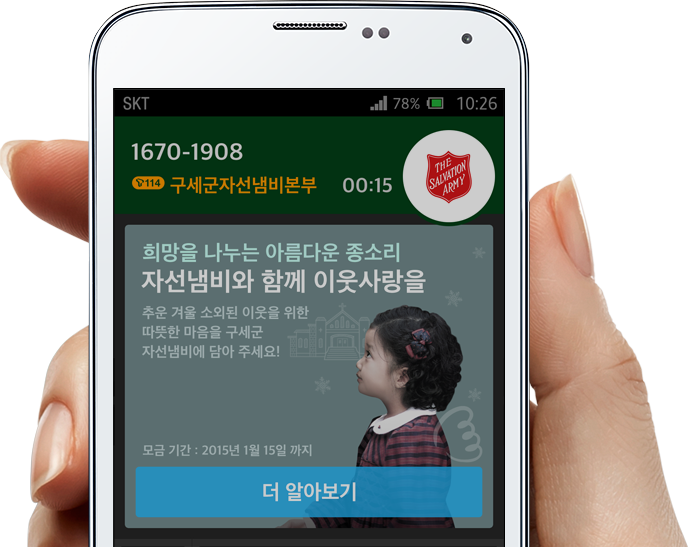 SKT 78% 10:26
1670-1908
114 구세군자선냄비본부 00:15
THE
SALVATION
ARMY
희망을 나누는 아름다운 종소리
자선냄비와 함께 이웃사랑을
추운 겨울 소외된 이웃을 위한
따뜻한 마음을 구세군
자선냄비에 담아 주세요!
모금 기간 : 2015년 1월 15일 까지
더 알아보기